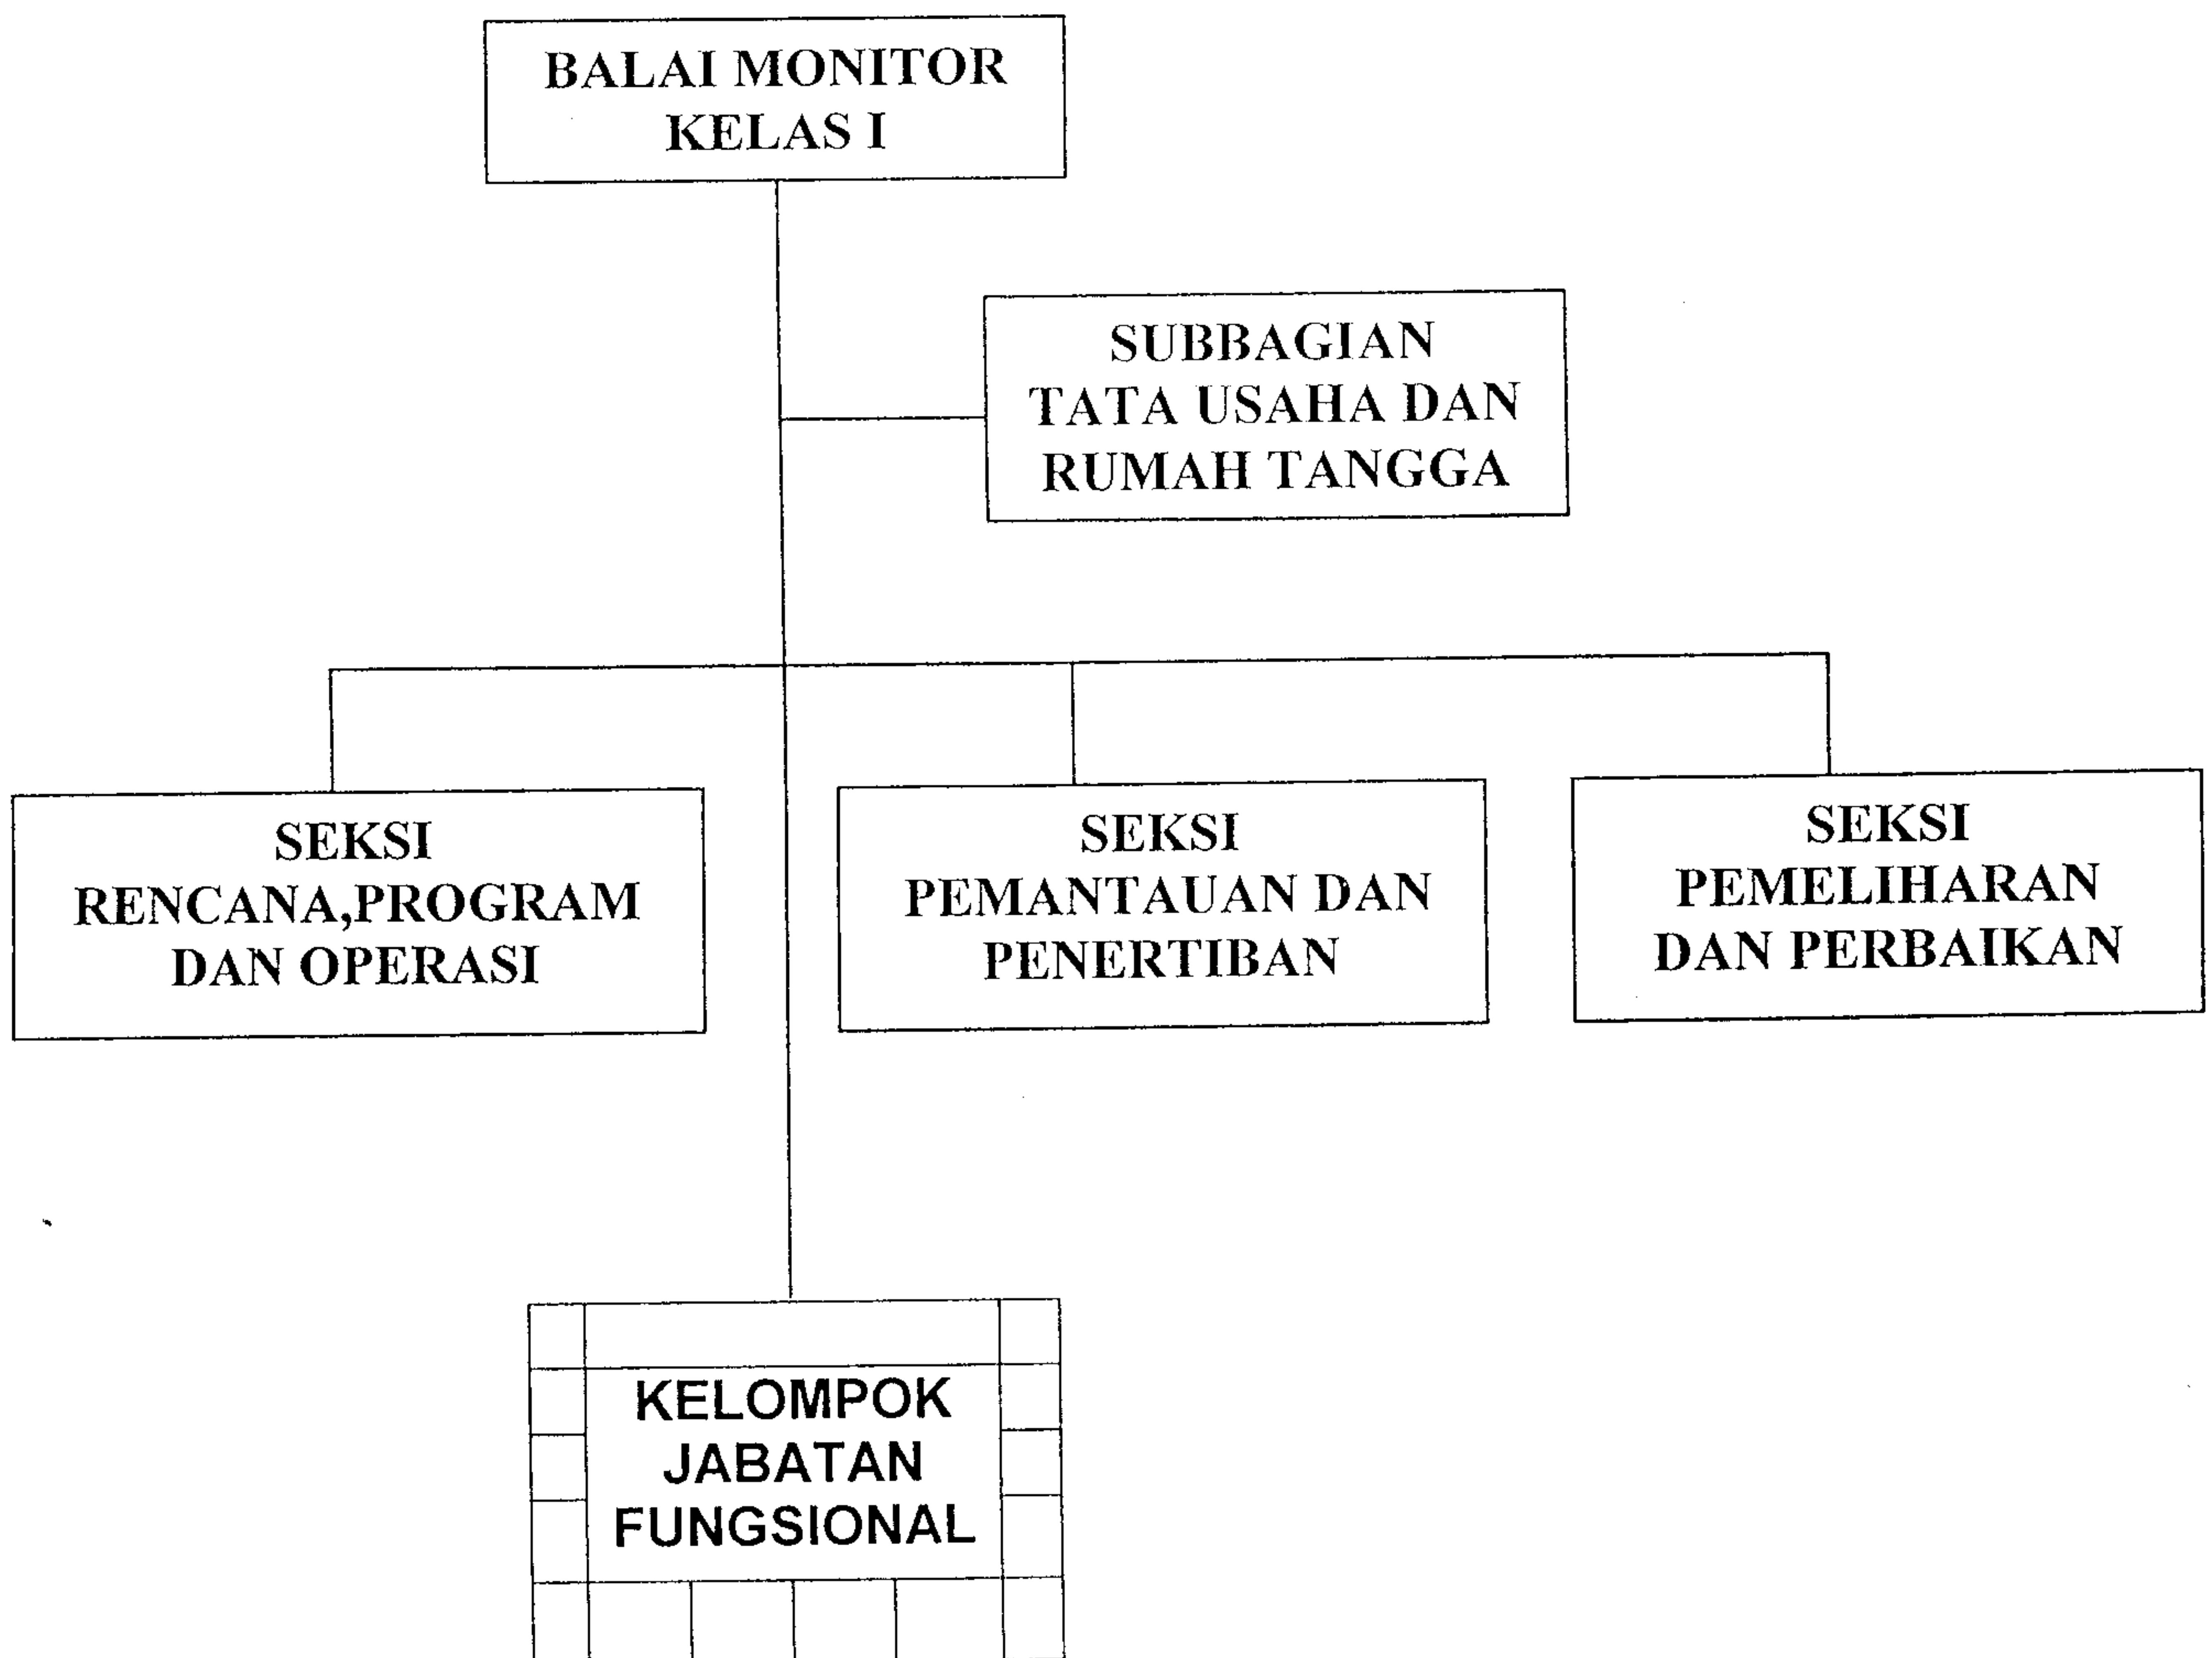 BALAI MONITOR
KELAS I
SUBBAGIAN
TATA USAHA DAN
RUMAH TANGGA
SEKSI
RENCANA,PROGRAM
DAN OPERASI
SEKSI
PEMANTAUAN DAN
PENERTIBAN
SEKSI
PEMELIHARAN
DAN PERBAIKAN
KELOMPOK
JABATAN
FUNGSIONAL